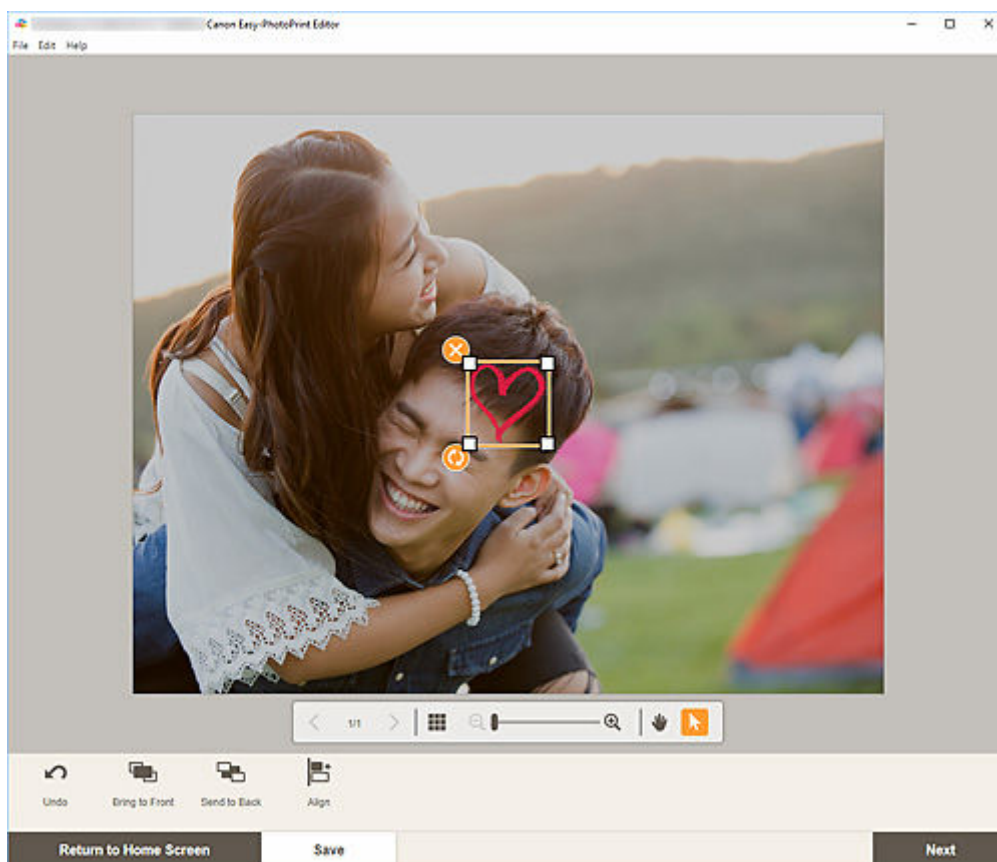 Canon Easy-PhotoPrint Editor
File Edit Help
1/1
Undo Bring to Front Send to Back Align
Return to Home Screen Save Next